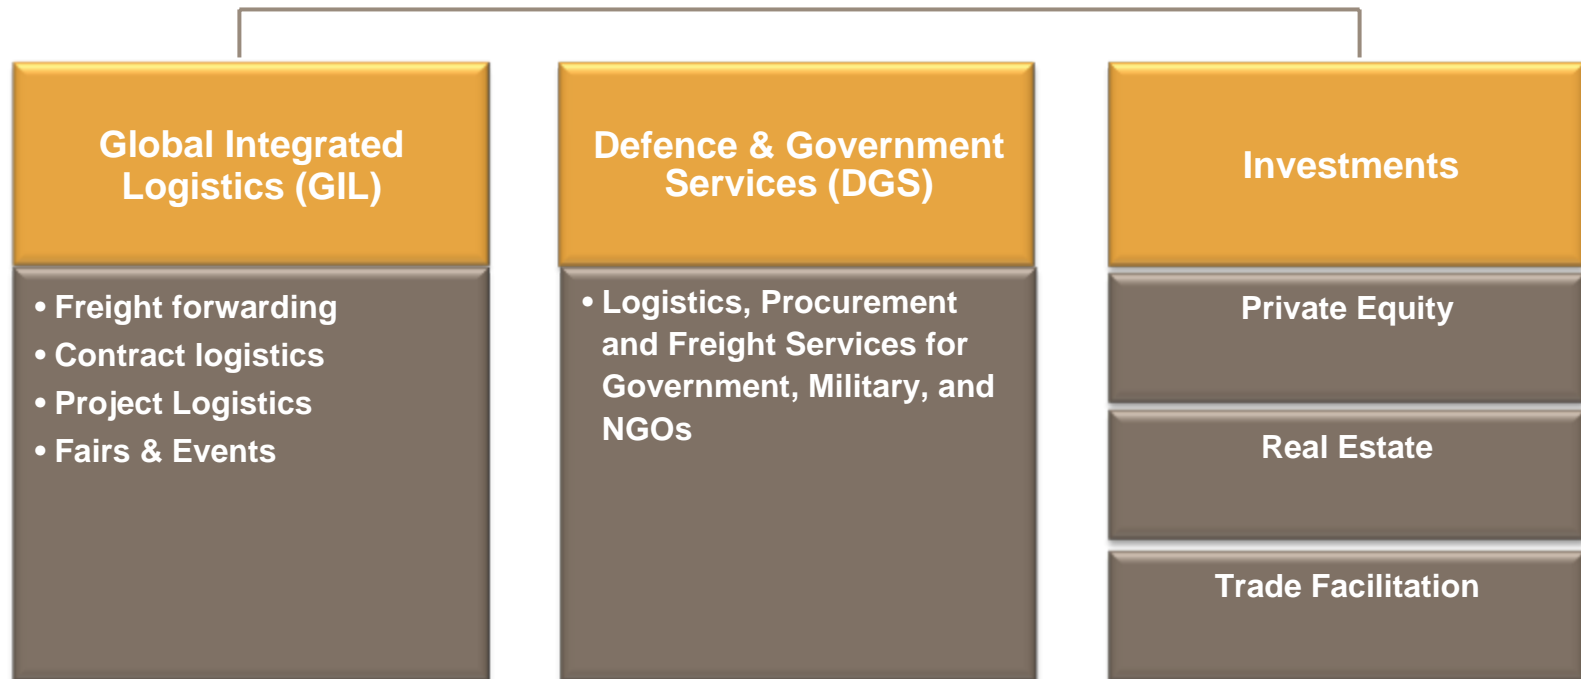 Global Integrated
Logistics (GIL)
• Freight forwarding
• Contract logistics
• Project Logistics
• Fairs & Events
Defence & Government
Services (DGS)
• Logistics, Procurement
and Freight Services for
Government, Military, and
NGOs
Investments
Private Equity
Real Estate
Trade Facilitation